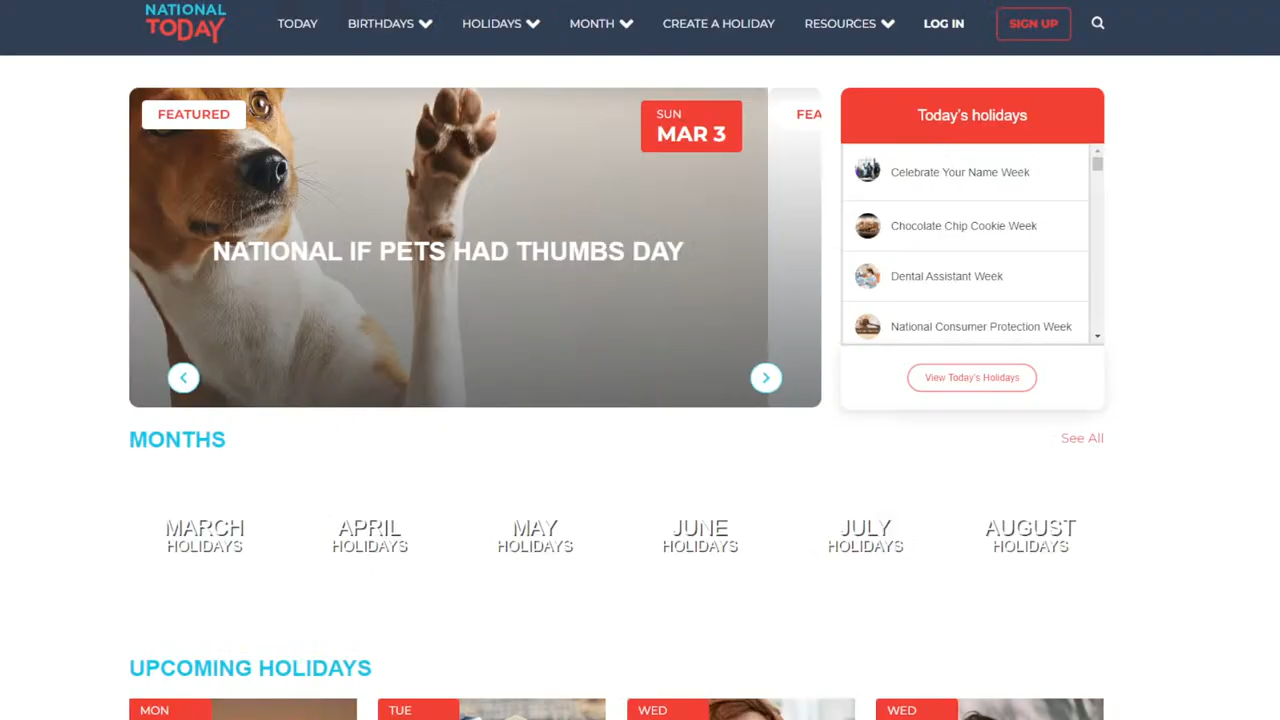 NATIONAL
TODAY
TODAY
BIRTHDAYS
HOLIDAYS
MONTH
CREATE A HOLIDAY
RESOURCES
LOG IN
SIGN UP
FEATURED
SUN
MAR 3
FEA
NATIONAL IF PETS HAD THUMBS DAY
Today's holidays
Celebrate Your Name Week
Chocolate Chip Cookie Week
Dental Assistant Week
National Consumer Protection Week
View Today's Holidays
MONTHS
See All
MARCH
HOLIDAYS
APRIL
HOLIDAYS
MAY
HOLIDAYS
JUNE
HOLIDAYS
JULY
HOLIDAYS
AUGUST
HOLIDAYS
UPCOMING HOLIDAYS
MON
TUE
WED
WED